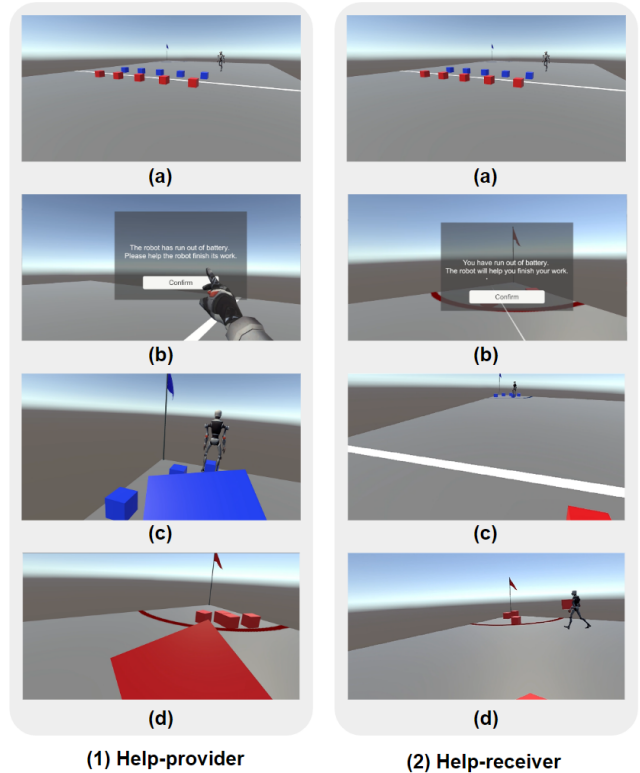 (a)
(a)
The robot has run out of battery.
Please help the robot finish its work.
Confirm
(b)
You have run out of battery.
The robot will help you finish your work.
Confirm
(b)
(c)
(c)
(d)
(d)
(1) Help-provider
(2) Help-receiver